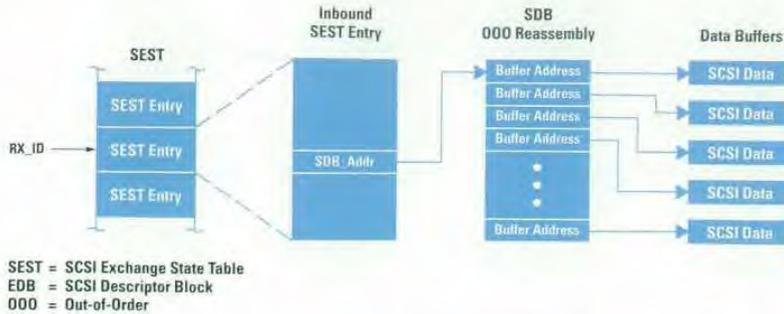 Inbound
SEST Entry
SDB
OOO Reassembly
Data Buffers
SEST
SEST Entry
SEST Entry
SEST Entry
RX_ID
SDB_Addr
Buffer Address
Buffer Address
Buffer Address
Buffer Address
Buffer Address
SCSI Data
SCSI Data
SCSI Data
SCSI Data
SCSI Data
SEST = SCSI Exchange State Table
EDB = SCSI Descriptor Block
OOO = Out-of-Order